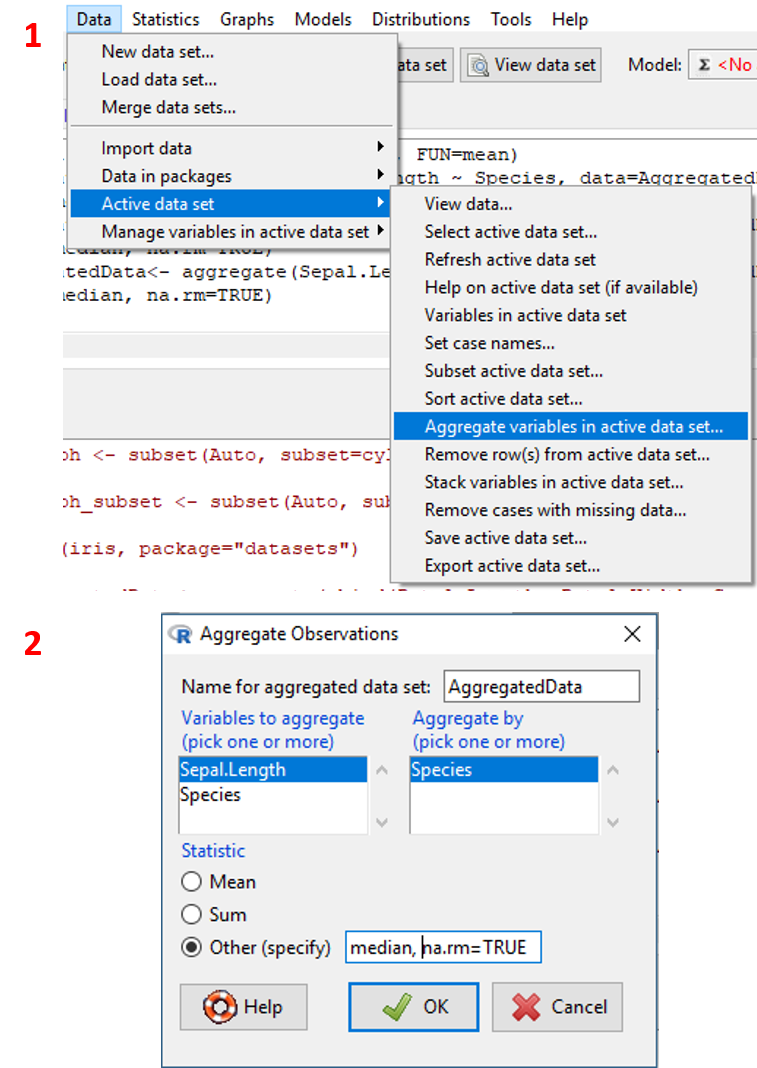 1
Data Statistics Graphs Models Distributions Tools Help
New data set...
Load data set...
Merge data sets...
Import data
Data in packages
Active data set
Manage variables in active data set
ata set View data set Model: Σ <No
, FUN=mean)
ngth ~ Species, data=Aggregated
median, na.rm=TRUE)
tedData<- aggregate(Sepal.Le
median, na.rm=TRUE)
View data...
Select active data set...
Refresh active data set
Help on active data set (if available)
Variables in active data set
Set case names...
Subset active data set...
Sort active data set...
Aggregate variables in active data set...
Remove row(s) from active data set...
Stack variables in active data set...
Remove cases with missing data...
Save active data set...
Export active data set...
ph <- subset(Auto, subset=cyl
ph_subset <- subset(Auto, sub
(iris, package="datasets")
2
R Aggregate Observations
Name for aggregated data set: AggregatedData
Variables to aggregate
(pick one or more)
Aggregate by
(pick one or more)
Sepal.Length
Species
Species
Statistic
Mean
Sum
Other (specify) median, na.rm=TRUE
Help OK Cancel